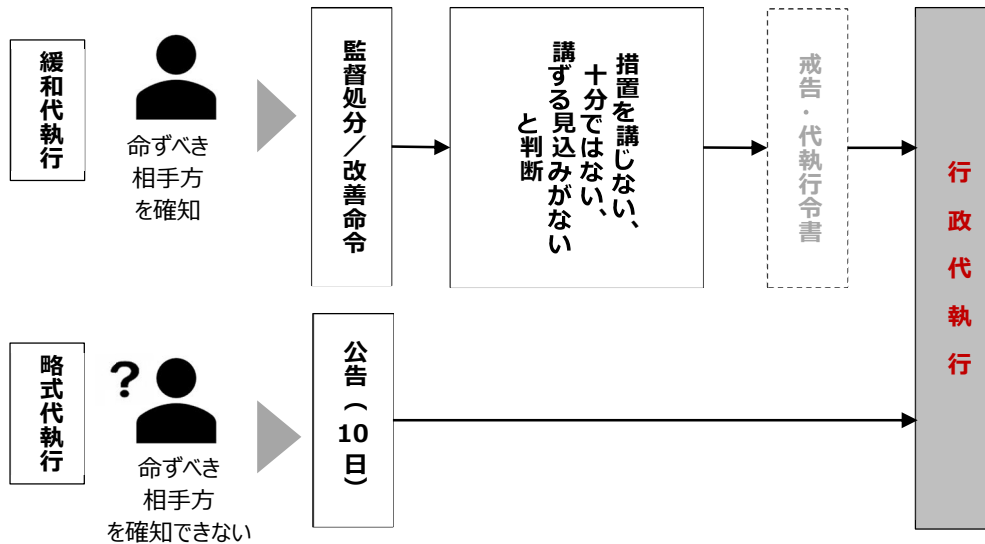 緩和代執行
命ずべき
相手方
を確知
監督処分／改善命令
措置を講じない、
十分ではない、
講ずる見込みがない
と判断
戒告・代執行令書
行政代執行
略式代執行
?
命ずべき
相手方
を確知できない
公告（10日）